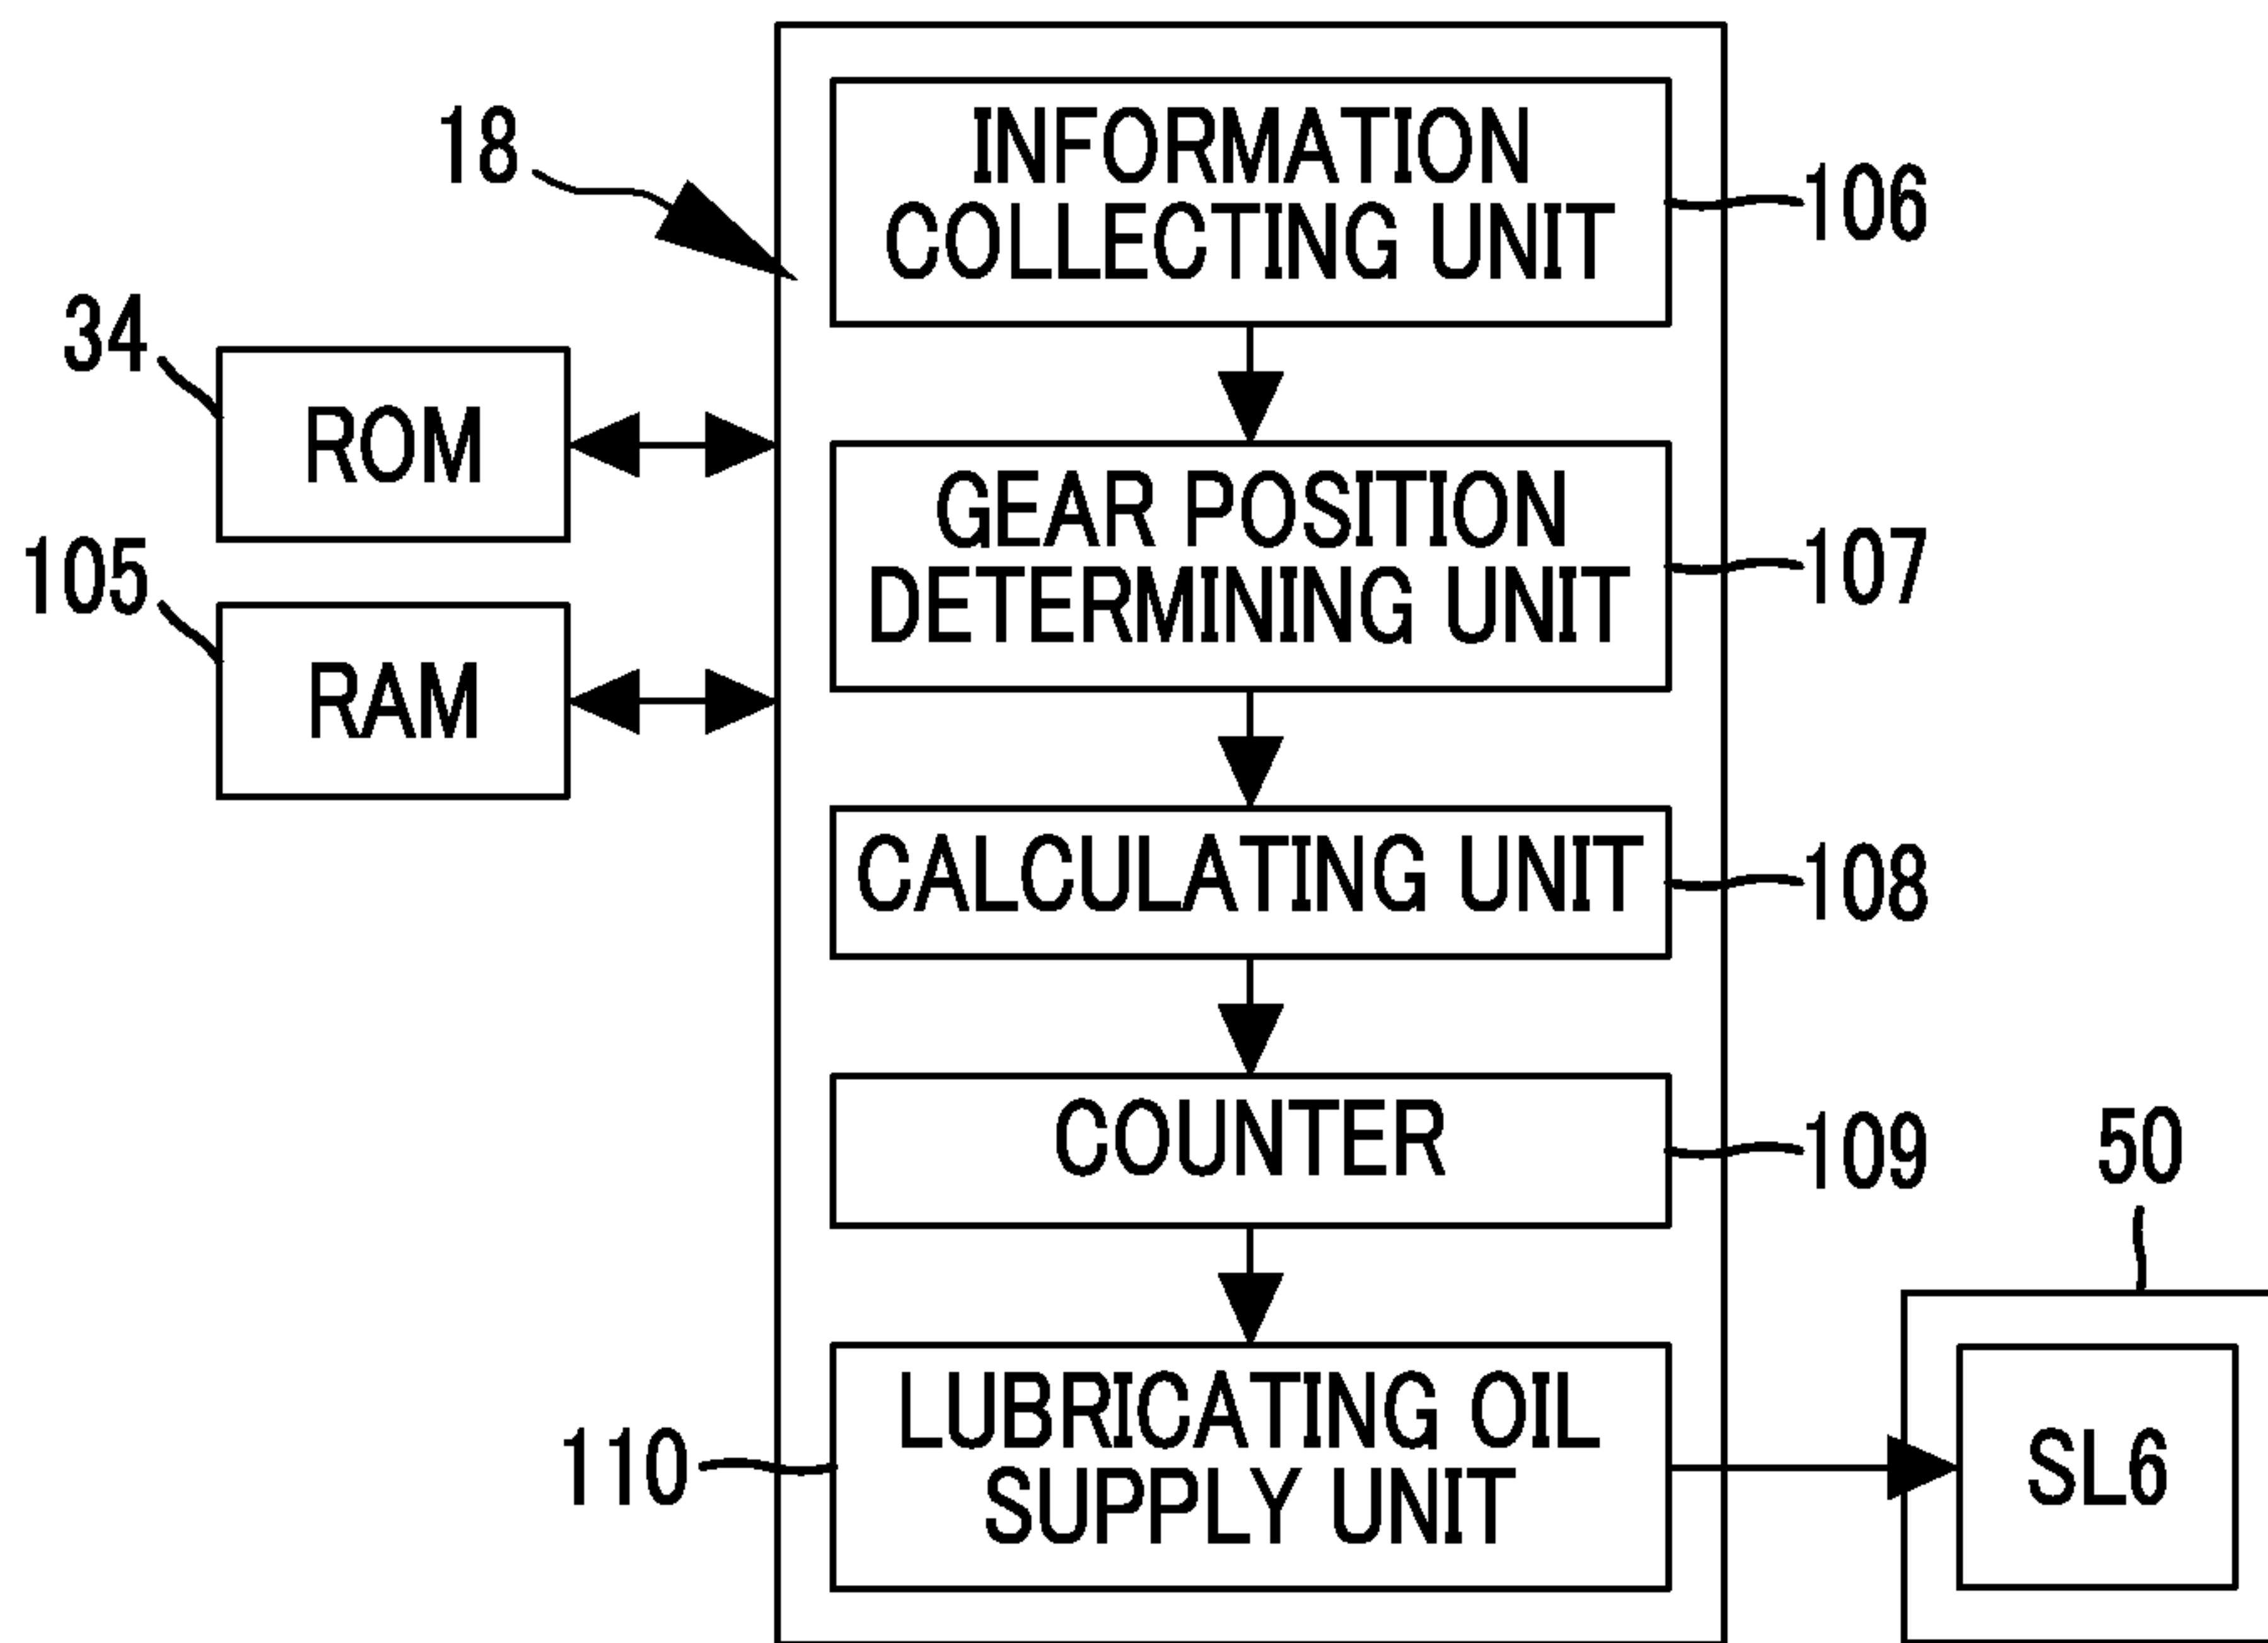 18
INFORMATION
COLLECTING UNIT
106
34
ROM
GEAR POSITION
DETERMINING UNIT
107
105
RAM
CALCULATING UNIT
108
COUNTER
109
50
110
LUBRICATING OIL
SUPPLY UNIT
SL6